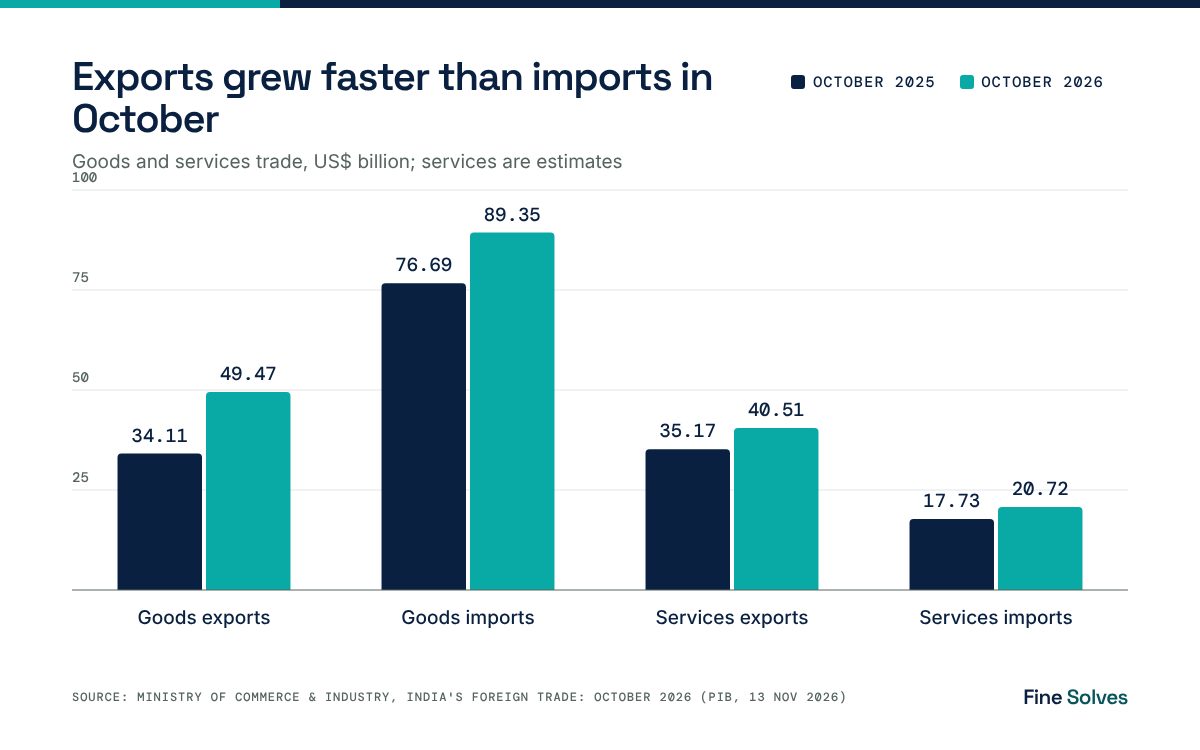 Exports grew faster than imports in
October
OCTOBER 2025
OCTOBER 2026
Goods and services trade, US$ billion; services are estimates
100
75
50
25
34.11
49.47
76.69
89.35
35.17
40.51
17.73
20.72
Goods exports
Goods imports
Services exports
Services imports
SOURCE: MINISTRY OF COMMERCE & INDUSTRY, INDIA'S FOREIGN TRADE: OCTOBER 2026 (PIB, 13 NOV 2026)
Fine Solves